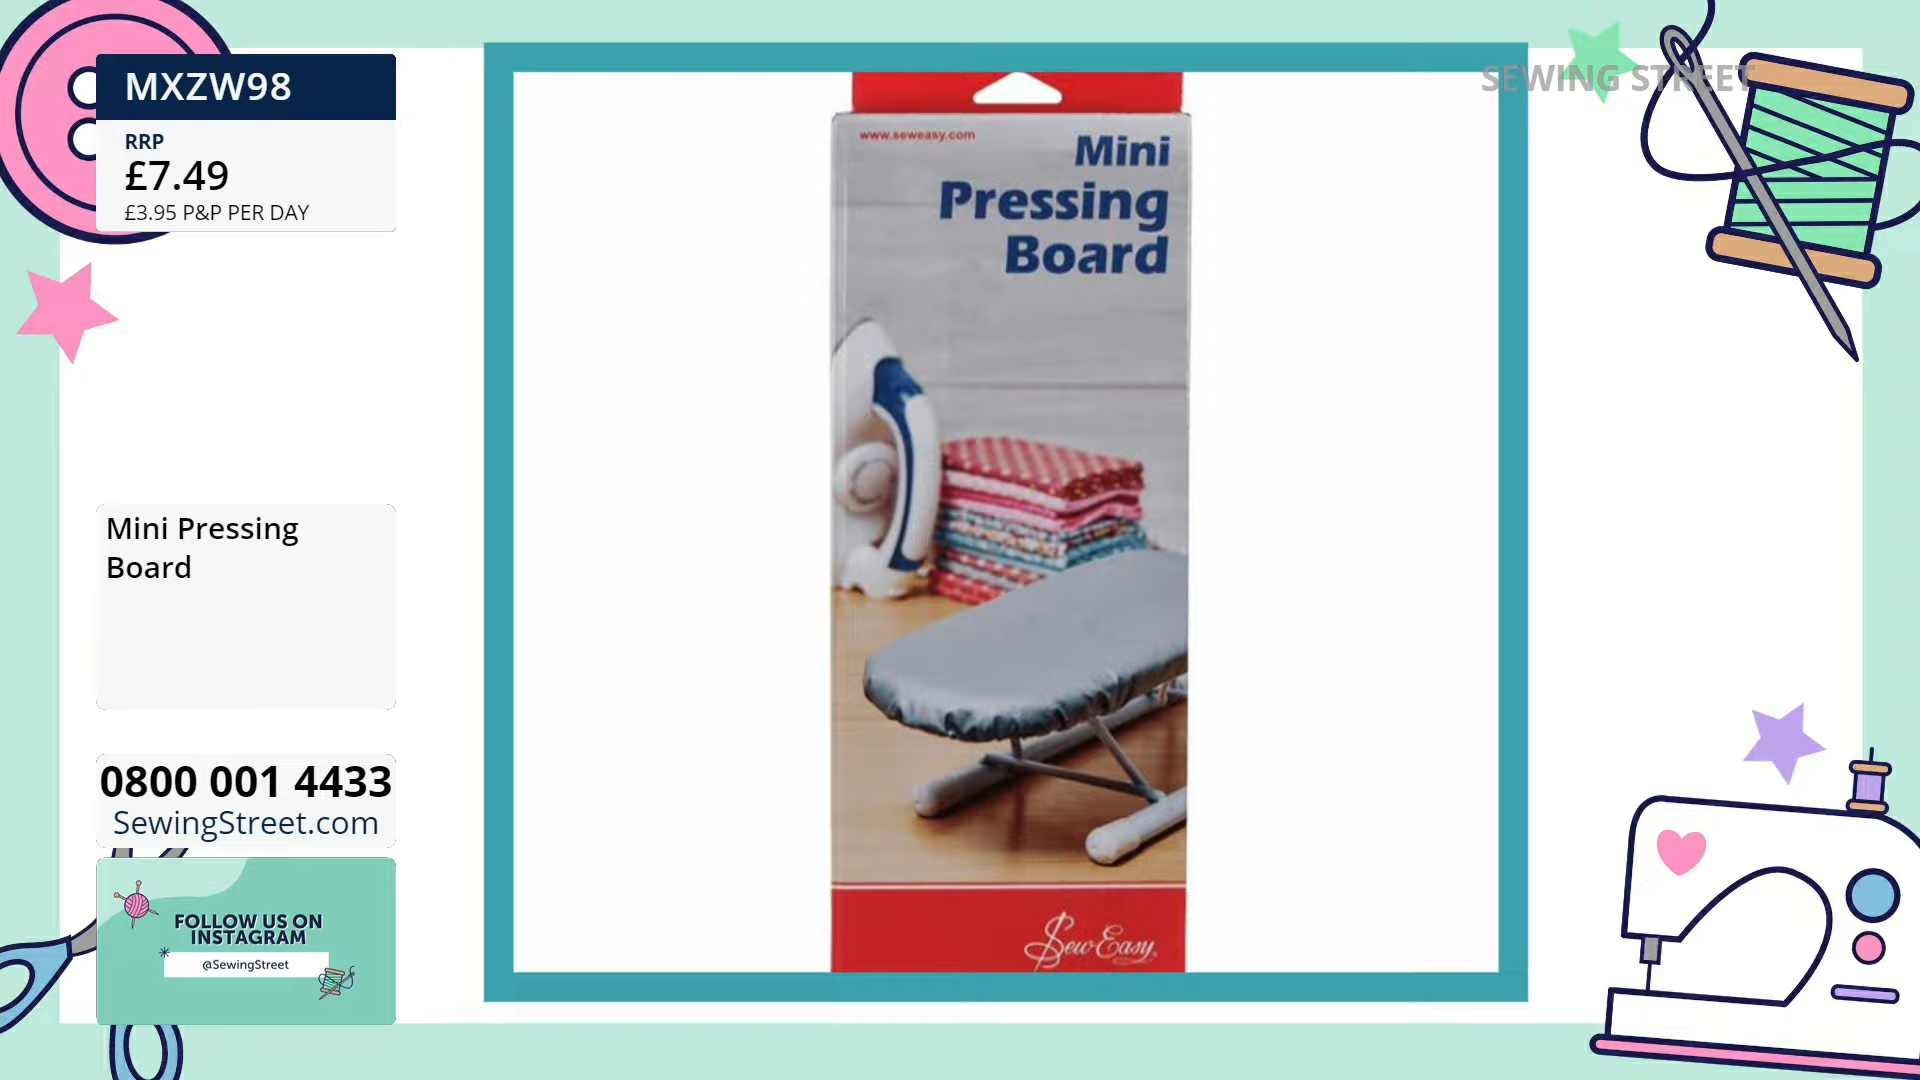 MXZW98
RRP
£7.49
£3.95 P&P PER DAY
Mini Pressing
Board
0800 001 4433
SewingStreet.com
FOLLOW US ON
INSTAGRAM
@SewingStreet
www.seweasy.com
Mini
Pressing
Board
Sew Easy
SEWING STREET